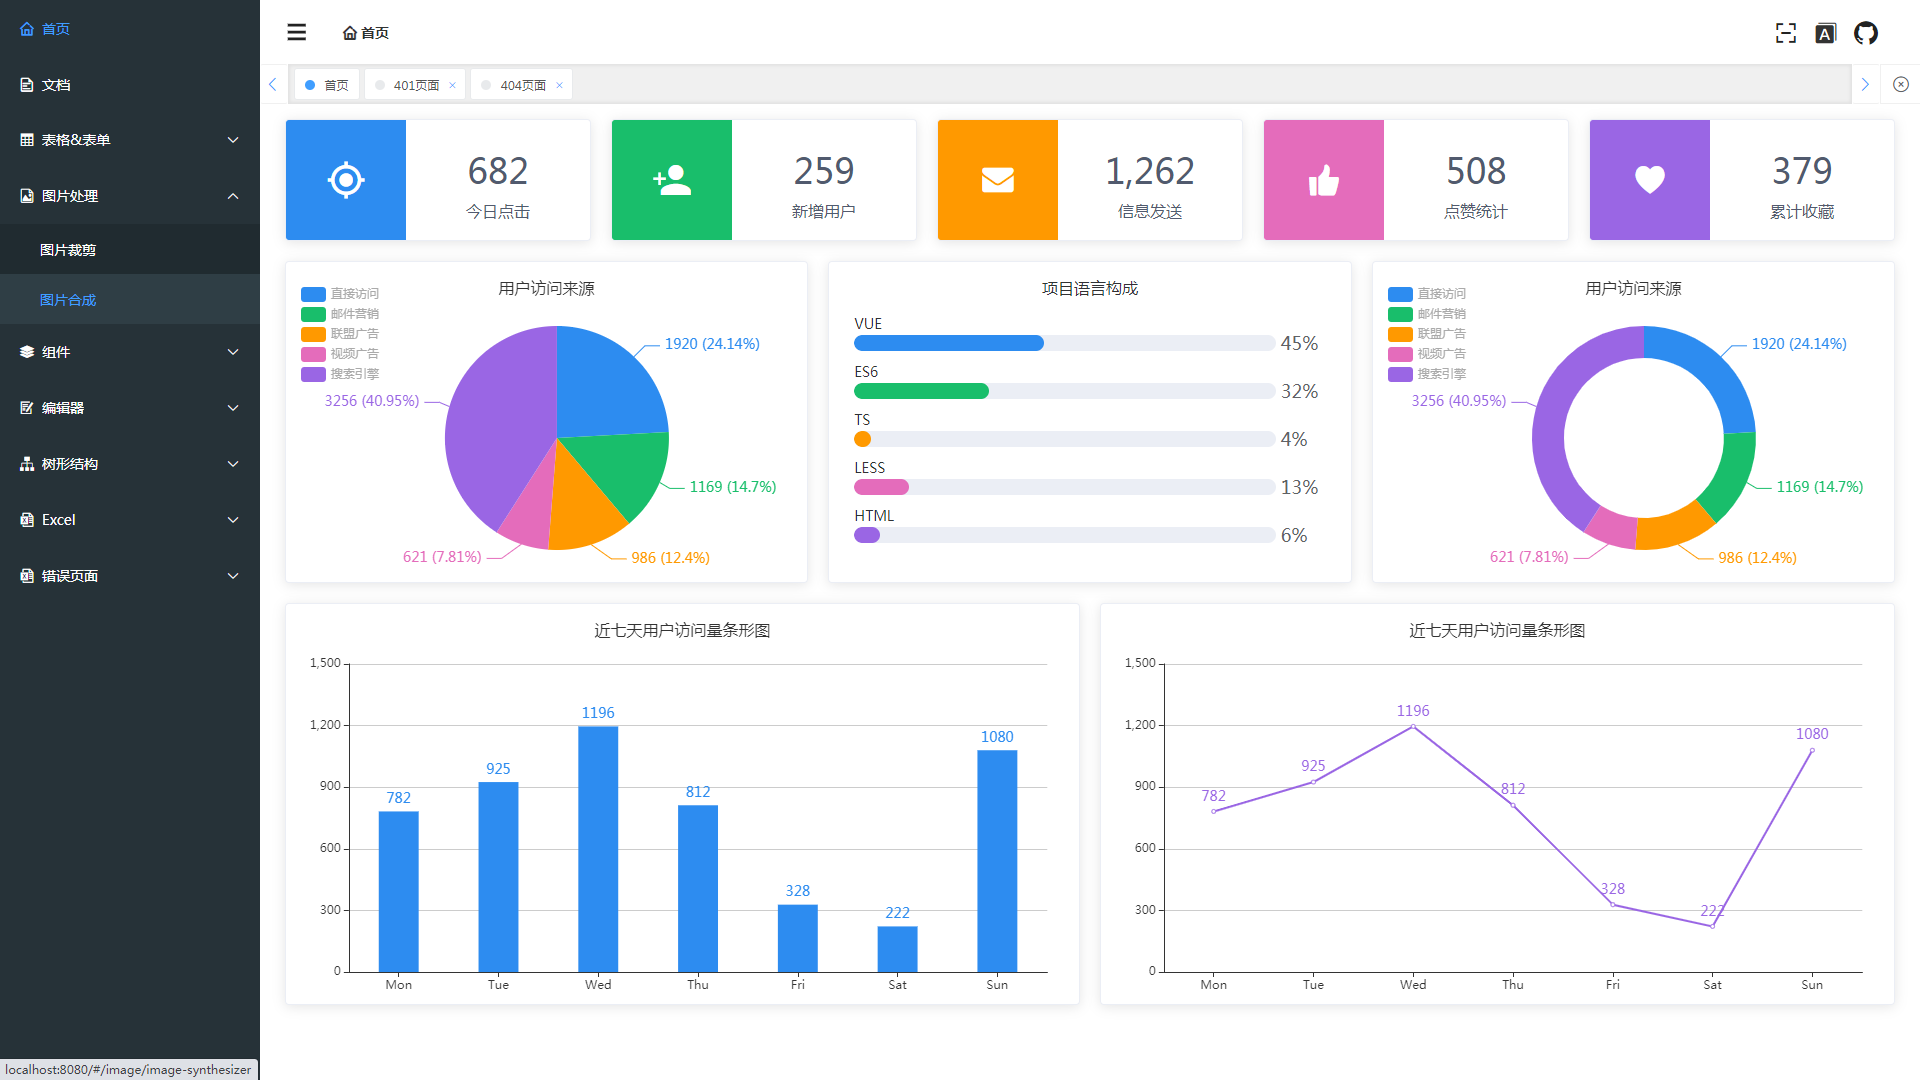 首页
文档
表格&表单
图片处理
图片裁剪
图片合成
组件
编辑器
树形结构
Excel
错误页面
localhost:8080/#/image/image-synthesizer
首页
A
首页
401页面 ×
404页面 ×
682
今日点击
259
新增用户
1,262
信息发送
508
点赞统计
379
累计收藏
用户访问来源
直接访问
邮件营销
联盟广告
视频广告
搜索引擎
1920 (24.14%)
3256 (40.95%)
1169 (14.7%)
621 (7.81%)
986 (12.4%)
项目语言构成
VUE
45%
ES6
32%
TS
4%
LESS
13%
HTML
6%
用户访问来源
直接访问
邮件营销
联盟广告
视频广告
搜索引擎
1920 (24.14%)
3256 (40.95%)
1169 (14.7%)
621 (7.81%)
986 (12.4%)
近七天用户访问量条形图
1,500
1,200
900
600
300
0
782
925
1196
812
328
222
1080
Mon Tue Wed Thu Fri Sat Sun
近七天用户访问量条形图
1,500
1,200
900
600
300
0
782
925
1196
812
328
222
1080
Mon Tue Wed Thu Fri Sat Sun